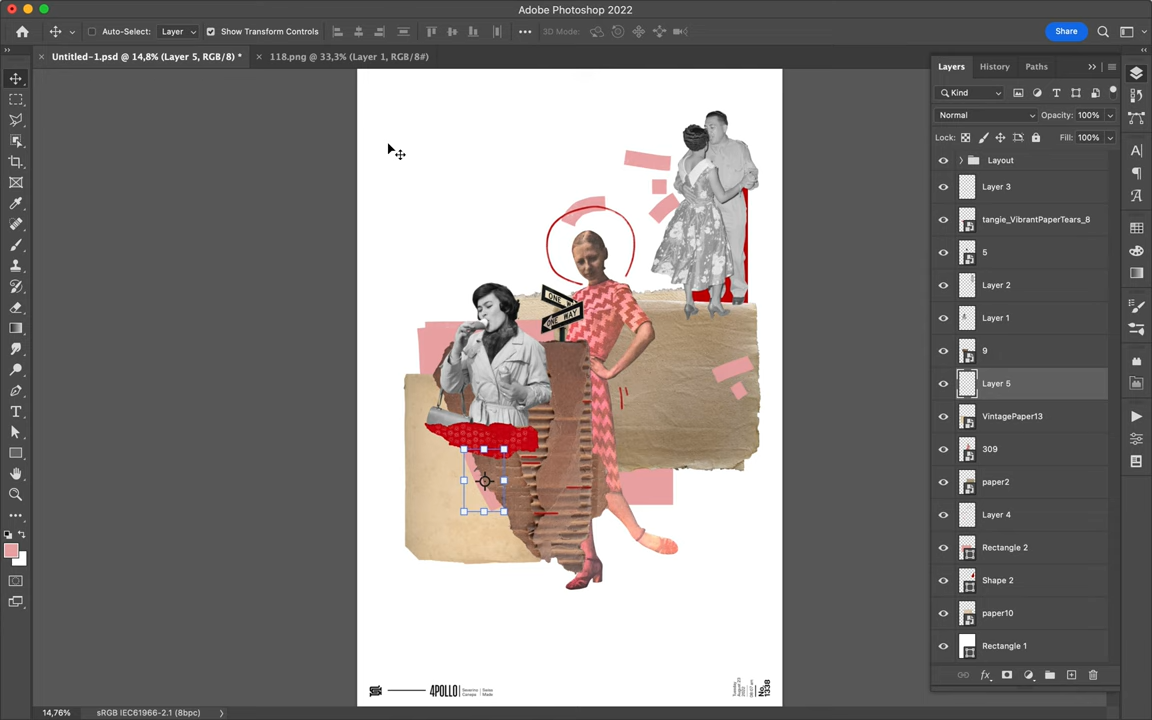 Adobe Photoshop 2022
Auto-Select: Layer Show Transform Controls 3D Mode: Share
Untitled-1.psd @ 14,8% (Layer 5, RGB/8) * 118.png @ 33,3% (Layer 1, RGB/8#)
Layers History Paths
Kind
Normal Opacity: 100%
Lock: Fill: 100%
Layout
Layer 3
tangie_VibrantPaperTears_8
5
Layer 2
Layer 1
9
Layer 5
VintagePaper13
309
paper2
Layer 4
Rectangle 2
Shape 2
paper10
Rectangle 1
ONE W
ONE WAY
4POLLO
No. 1338
14,76% sRGB IEC61966-2.1 (8bpc)